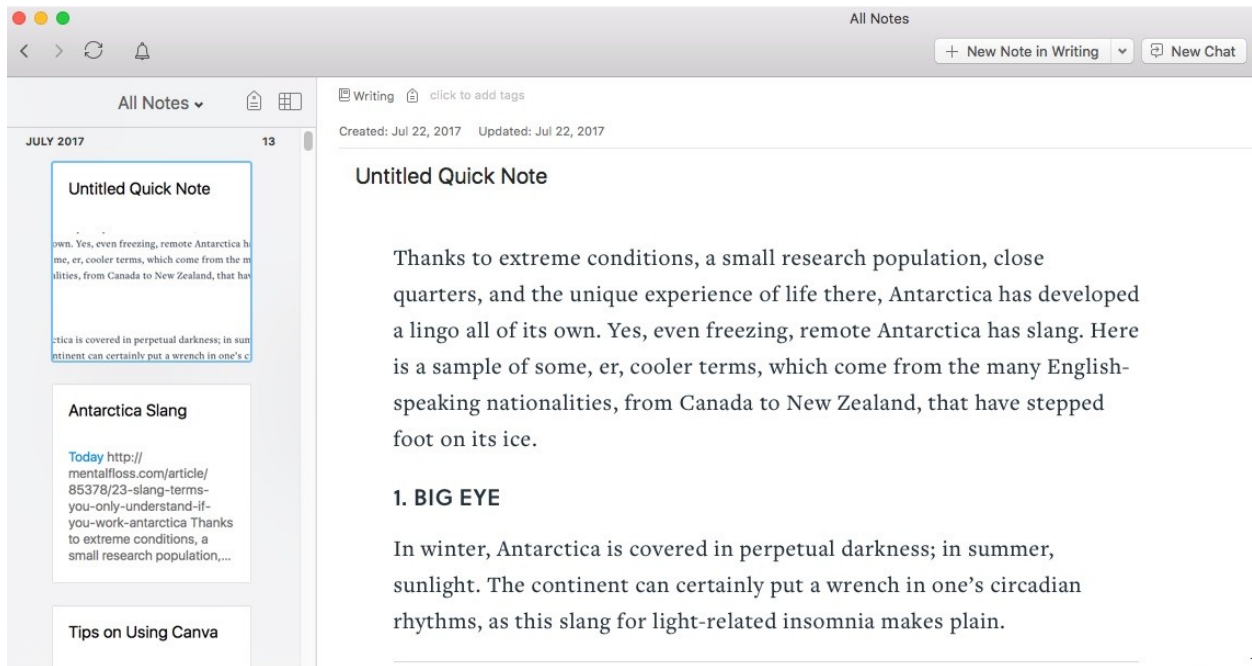 All Notes
New Note in Writing
New Chat
All Notes
JULY 2017 13
Untitled Quick Note
own. Yes, even freezing, remote Antarctica
me, er, cooler terms, which come from the
alities, from Canada to New Zealand, that
ctica is covered in perpetual darkness; in
ntinent can certainly put a wrench in one's
Antarctica Slang
Today http://
mentalfloss.com/article/
85378/23-slang-terms-
you-only-understand-if-
you-work-antarctica Thanks
to extreme conditions, a
small research population,...
Tips on Using Canva
Writing click to add tags
Created: Jul 22, 2017 Updated: Jul 22, 2017
Untitled Quick Note
Thanks to extreme conditions, a small research population, close
quarters, and the unique experience of life there, Antarctica has developed
a lingo all of its own. Yes, even freezing, remote Antarctica has slang. Here
is a sample of some, er, cooler terms, which come from the many English-
speaking nationalities, from Canada to New Zealand, that have stepped
foot on its ice.
1. BIG EYE
In winter, Antarctica is covered in perpetual darkness; in summer,
sunlight. The continent can certainly put a wrench in one’s circadian
rhythms, as this slang for light-related insomnia makes plain.